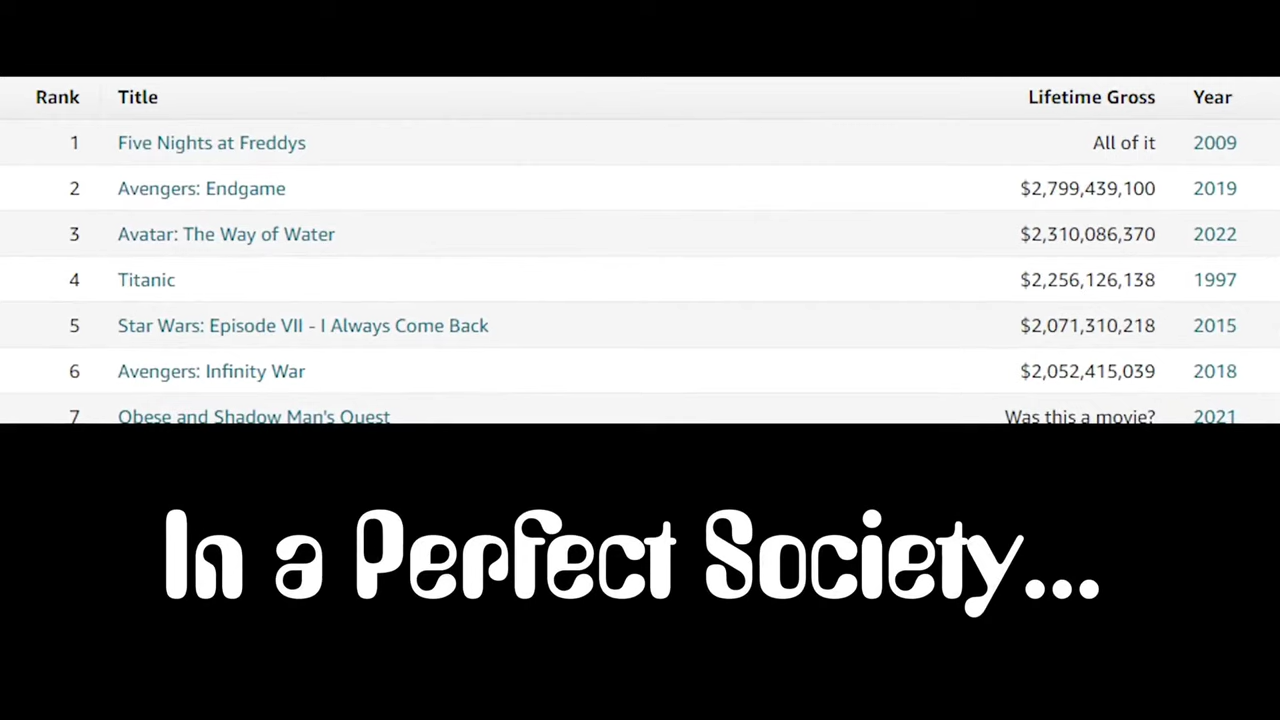 Rank Title Lifetime Gross Year
1 Five Nights at Freddys All of it 2009
2 Avengers: Endgame $2,799,439,100 2019
3 Avatar: The Way of Water $2,310,086,370 2022
4 Titanic $2,256,126,138 1997
5 Star Wars: Episode VII - I Always Come Back $2,071,310,218 2015
6 Avengers: Infinity War $2,052,415,039 2018
7 Obese and Shadow Man's Quest Was this a movie? 2021
In a Perfect Society...